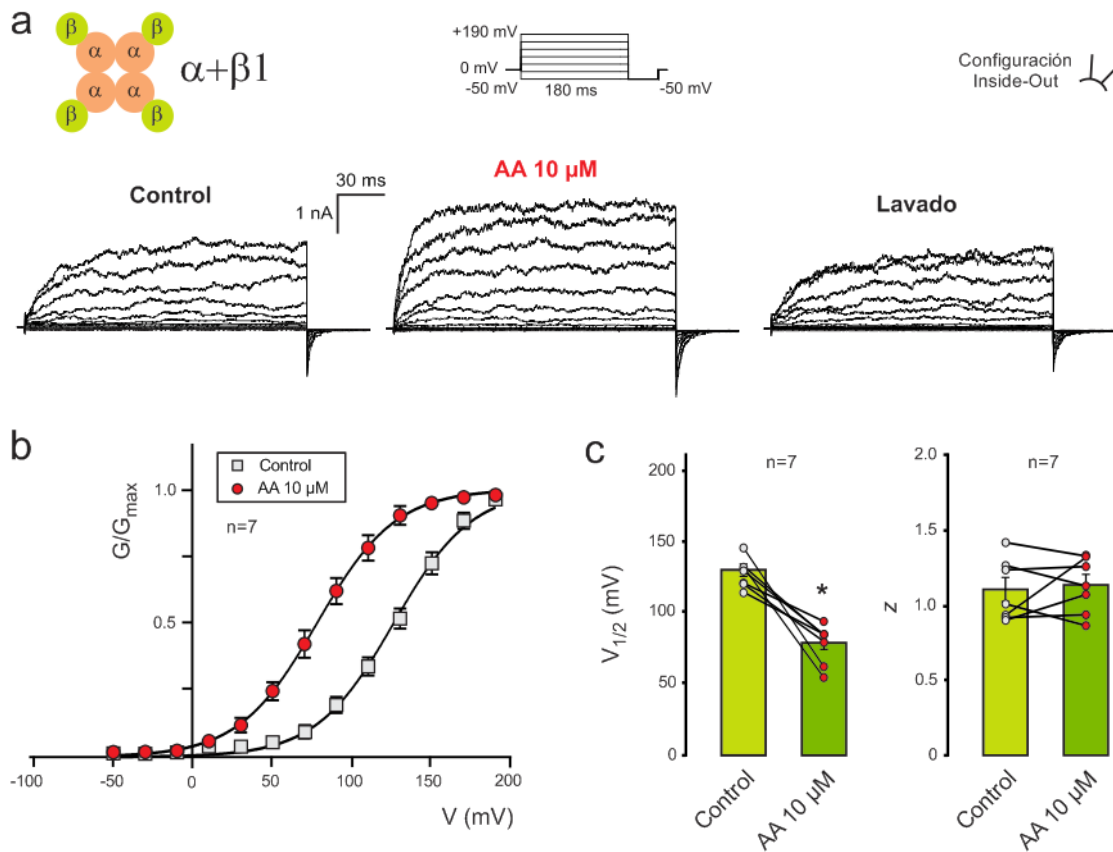 a
β β
α α
α α
β β
α+β1
+190 mV
0 mV
-50 mV
180 ms
-50 mV
Configuración
Inside-Out
Control
30 ms
1 nA
AA 10 µM
Lavado
b
Control
AA 10 µM
n=7
G/Gmax
1.0
0.5
-100 -50 0 50 100 150 200
V (mV)
c
n=7
V1/2 (mV)
200
150
100
50
0
*
Control
AA 10 µM
n=7
z
2.0
1.5
1.0
0.5
0
Control
AA 10 µM